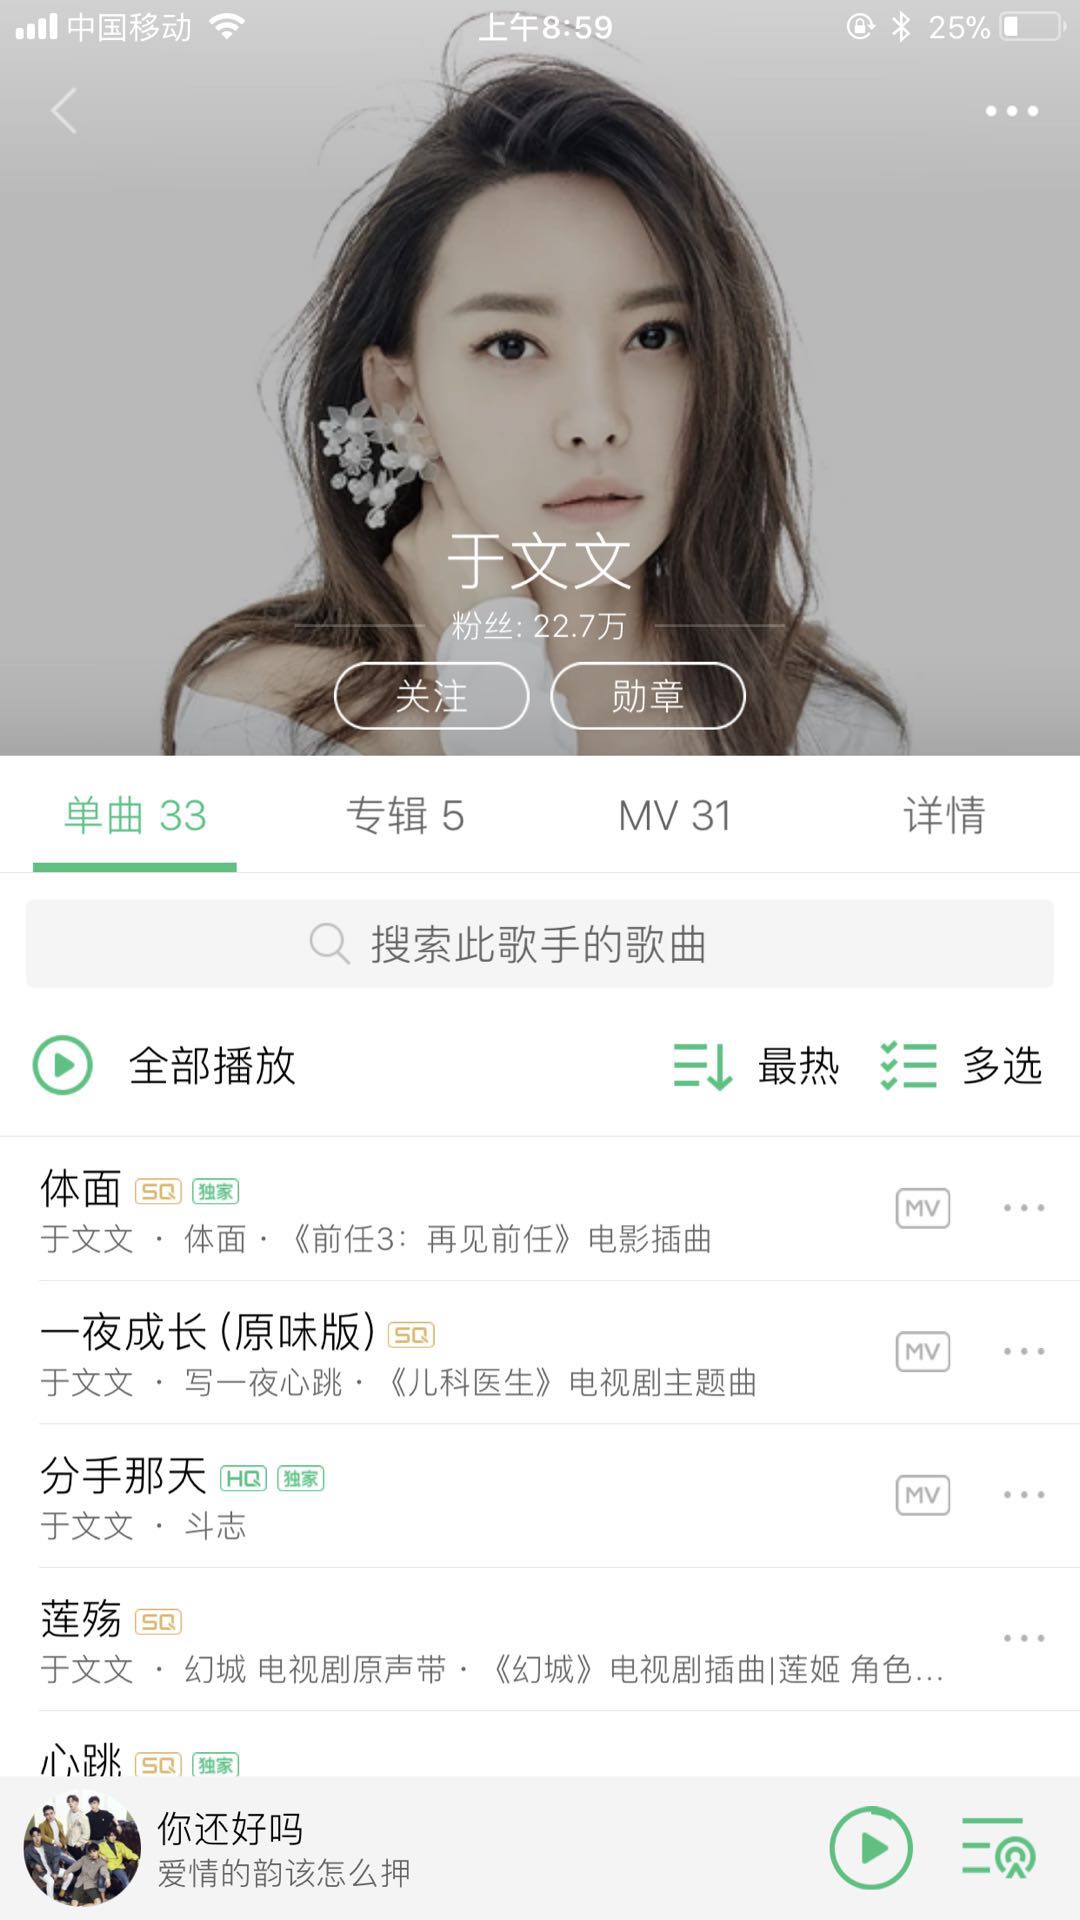 中国移动 上午8:59 25%
于文文
粉丝: 22.7万
关注 勋章
单曲 33 专辑 5 MV 31 详情
搜索此歌手的歌曲
全部播放 最热 多选
体面 SQ 独家 MV
于文文 · 体面 · 《前任3：再见前任》电影插曲
一夜成长 (原味版) SQ MV
于文文 · 写一夜心跳 · 《儿科医生》电视剧主题曲
分手那天 HQ 独家 MV
于文文 · 斗志
莲殇 SQ
于文文 · 幻城 电视剧原声带 · 《幻城》电视剧插曲|莲姬 角色...
心跳 SQ 独家
你还好吗
爱情的韵该怎么押